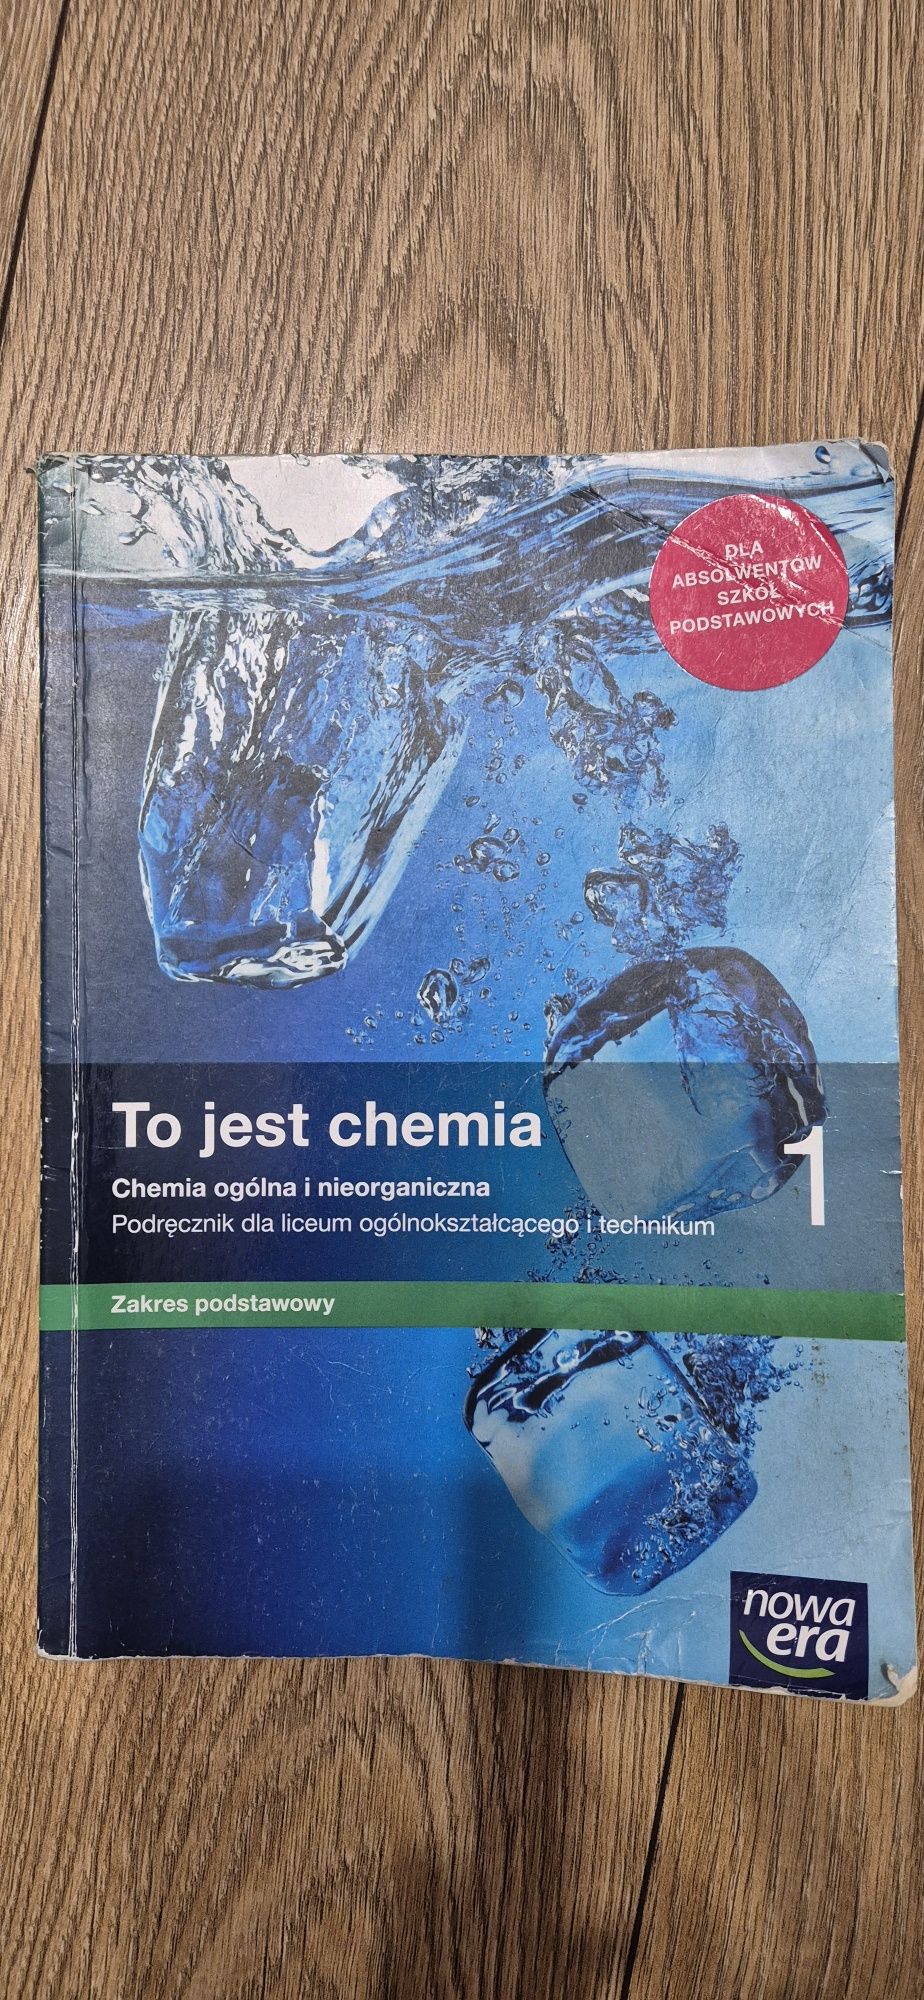 DLA
ABSOLWENTÓW
SZKÓŁ
PODSTAWOWYCH
To jest chemia
1
Chemia ogólna i nieorganiczna
Podręcznik dla liceum ogólnokształcącego i technikum
Zakres podstawowy
nowa
era